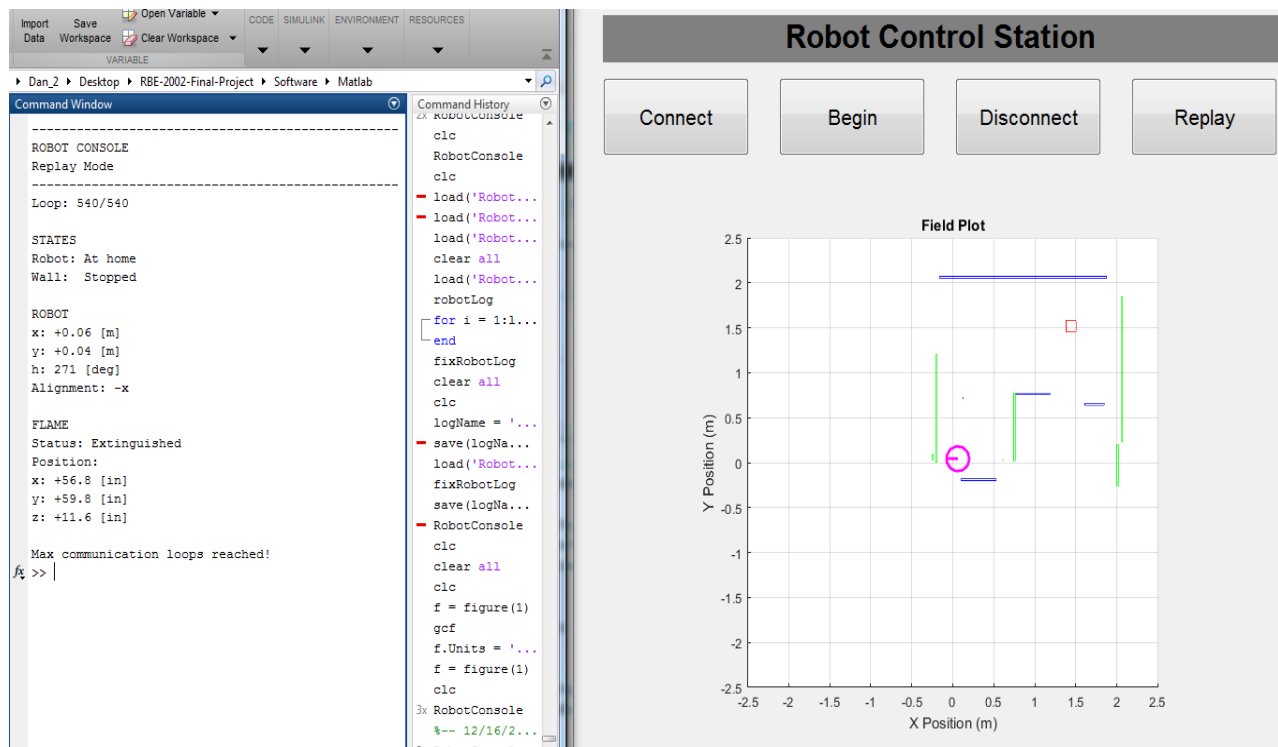 Import Data
Save Workspace
Open Variable
Clear Workspace
VARIABLE
CODE
SIMULINK
ENVIRONMENT
RESOURCES
Dan_2
Desktop
RBE-2002-Final-Project
Software
Matlab
Command Window
--------------------------------------------------
ROBOT CONSOLE
Replay Mode
--------------------------------------------------
Loop: 540/540
STATES
Robot: At home
Wall:  Stopped
ROBOT
x: +0.06 [m]
y: +0.04 [m]
h: 271 [deg]
Alignment: -x
FLAME
Status: Extinguished
Position:
x: +56.8 [in]
y: +59.8 [in]
z: +11.6 [in]
Max communication loops reached!
fx >>
Command History
2x RobotConsole
clc
RobotConsole
clc
load('Robot...
load('Robot...
load('Robot...
clear all
load('Robot...
robotLog
for i = 1:l...
end
fixRobotLog
clear all
clc
logName = '...
save(logNa...
load('Robot...
fixRobotLog
save(logNa...
RobotConsole
clc
clear all
clc
f = figure(1)
gcf
f.Units = '...
f = figure(1)
clc
3x RobotConsole
%-- 12/16/2...
Robot Control Station
Connect
Begin
Disconnect
Replay
Field Plot
Y Position (m)
2.5
2
1.5
1
0.5
0
-0.5
-1
-1.5
-2
-2.5
-2.5 -2 -1.5 -1 -0.5 0 0.5 1 1.5 2 2.5
X Position (m)